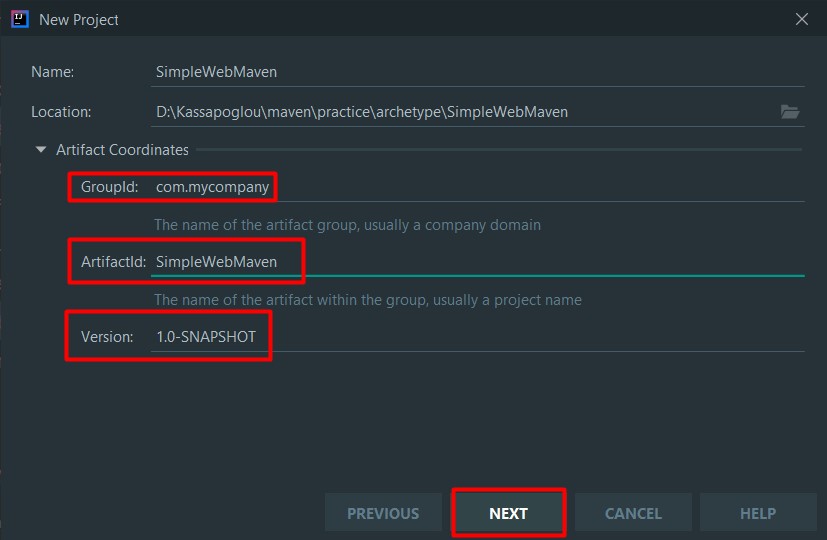 New Project
Name: SimpleWebMaven
Location: D:\Kassapoglou\maven\practice\archetype\SimpleWebMaven
Artifact Coordinates
GroupId: com.mycompany
The name of the artifact group, usually a company domain
ArtifactId: SimpleWebMaven
The name of the artifact within the group, usually a project name
Version: 1.0-SNAPSHOT
PREVIOUS NEXT CANCEL HELP